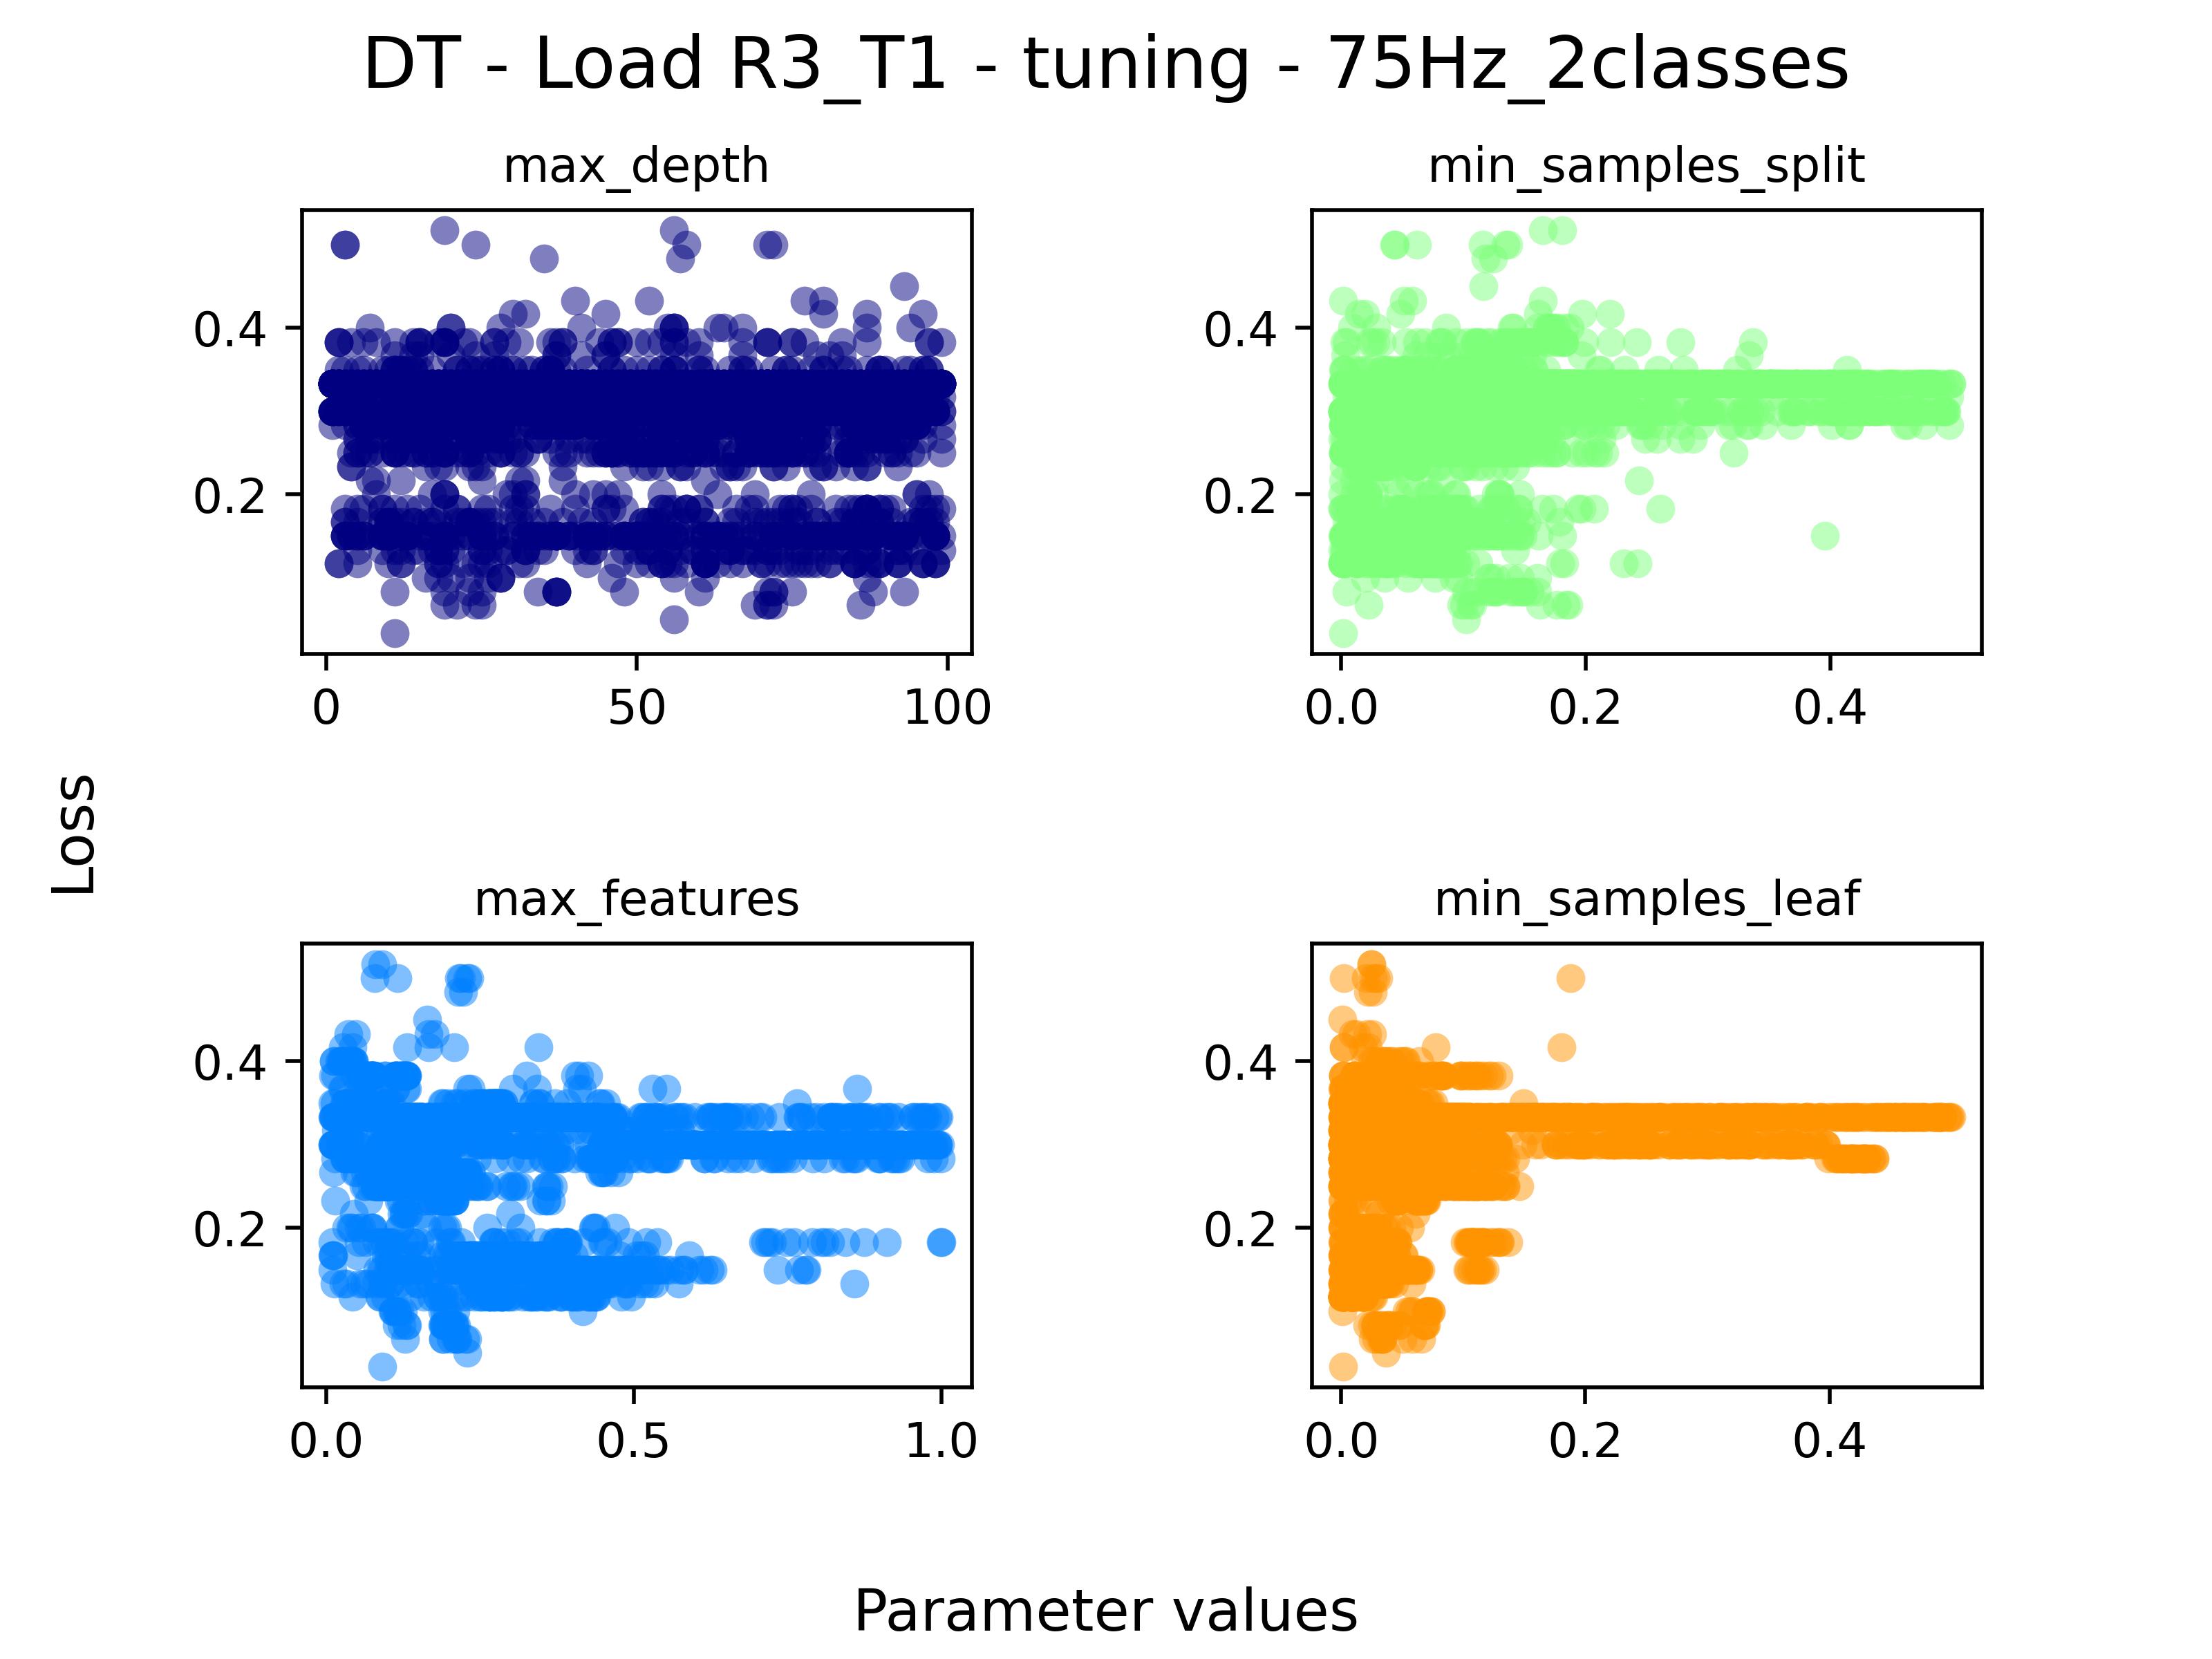 DT - Load R3_T1 - tuning - 75Hz_2classes
max_depth
min_samples_split
0.4
0.2
0 50 100
0.4
0.2
0.0 0.2 0.4
Loss
max_features
min_samples_leaf
0.4
0.2
0.0 0.5 1.0
0.4
0.2
0.0 0.2 0.4
Parameter values